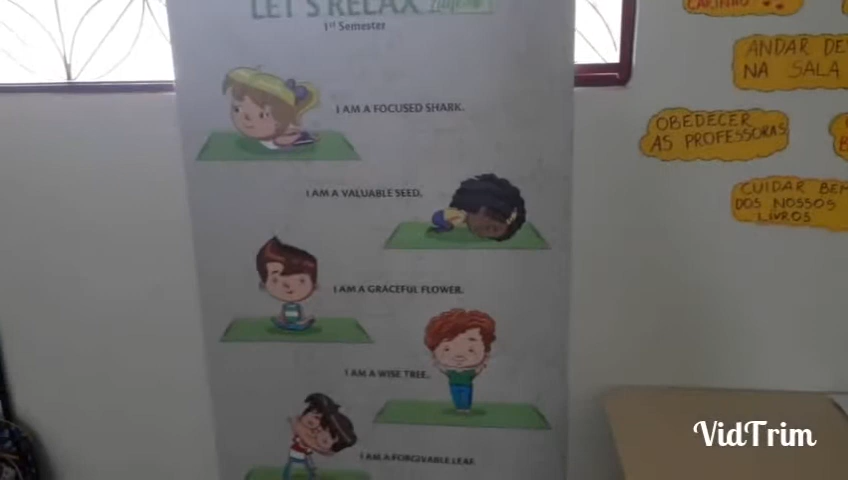 LET'S RELAX
1st Semester
I AM A FOCUSED SHARK.
I AM A VALUABLE SEED.
I AM A GRACEFUL FLOWER.
I AM A WISE TREE.
I AM A FORGIVABLE LEAF.
CARINHO
ANDAR
NA SALA
OBEDECER
AS PROFESSORAS
CUIDAR BEM
DOS NOSSOS
LIVROS
VidTrim